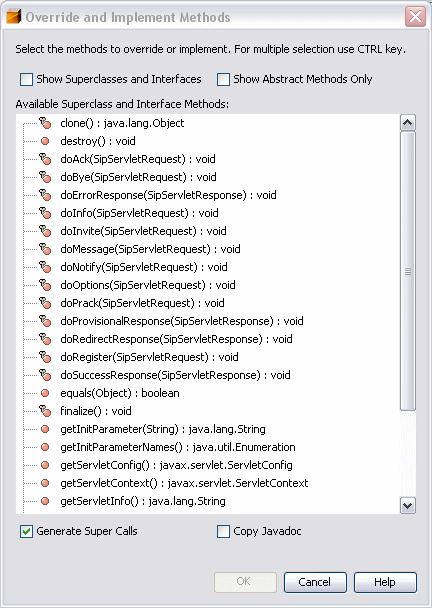 Override and Implement Methods
Select the methods to override or implement. For multiple selection use CTRL key.
Show Superclasses and Interfaces
Show Abstract Methods Only
Available Superclass and Interface Methods:
clone() : java.lang.Object
destroy() : void
doAck(SipServletRequest) : void
doBye(SipServletRequest) : void
doErrorResponse(SipServletResponse) : void
doInfo(SipServletRequest) : void
doInvite(SipServletRequest) : void
doMessage(SipServletRequest) : void
doNotify(SipServletRequest) : void
doOptions(SipServletRequest) : void
doPrack(SipServletRequest) : void
doProvisionalResponse(SipServletResponse) : void
doRedirectResponse(SipServletResponse) : void
doRegister(SipServletRequest) : void
doSuccessResponse(SipServletResponse) : void
equals(Object) : boolean
finalize() : void
getInitParameter(String) : java.lang.String
getInitParameterNames() : java.util.Enumeration
getServletConfig() : javax.servlet.ServletConfig
getServletContext() : javax.servlet.ServletContext
getServletInfo() : java.lang.String
Generate Super Calls
Copy Javadoc
OK
Cancel
Help